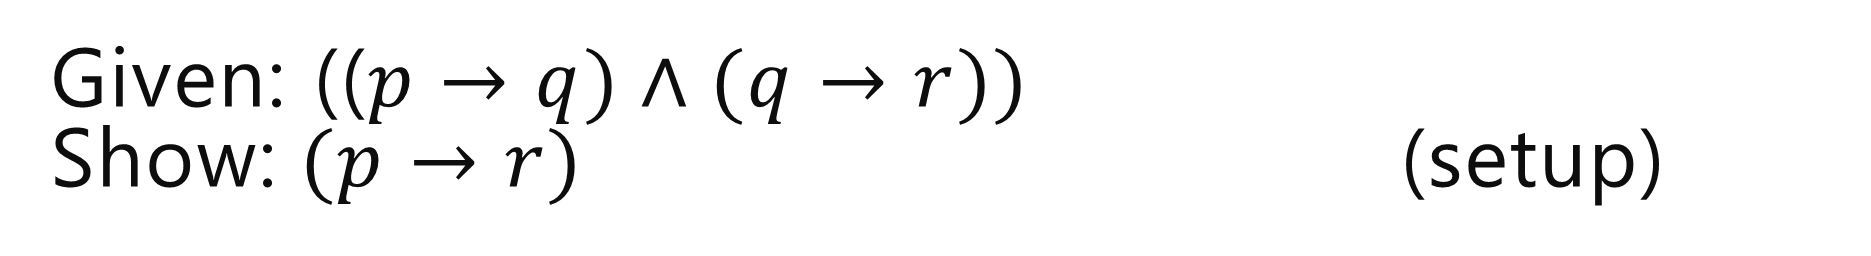 Given: ((𝑝 → 𝑞) ∧ (𝑞 → 𝑟))
Show: (𝑝 → 𝑟) (setup)